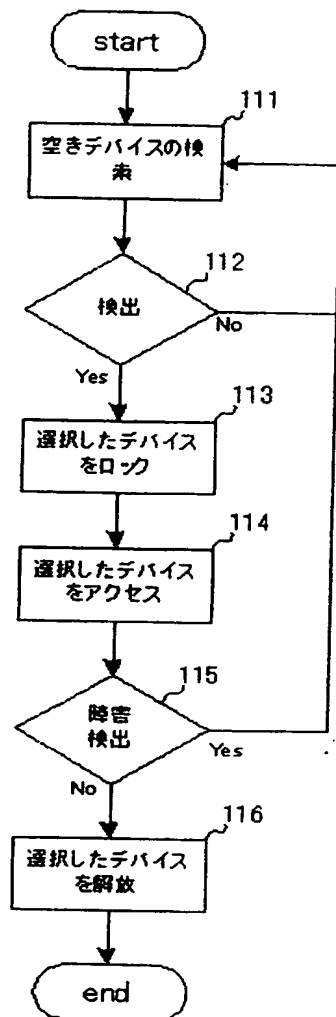 start
111
空きデバイスの検
索
112
検出
No
Yes
113
選択したデバイス
をロック
114
選択したデバイス
をアクセス
115
障害
検出
Yes
No
116
選択したデバイス
を解放
end